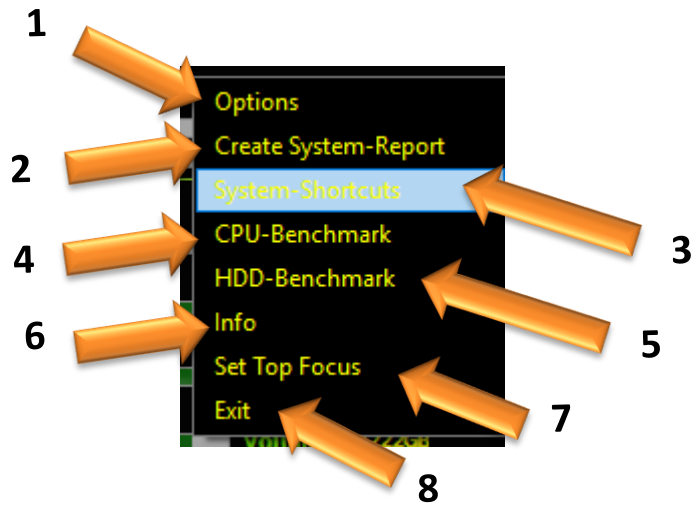 1
Options
2
Create System-Report
System-Shortcuts
3
4
CPU-Benchmark
HDD-Benchmark
5
6
Info
Set Top Focus
7
Exit
8